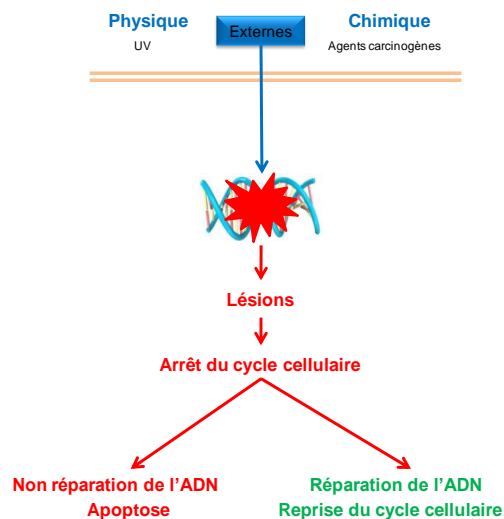 Physique
Externes
Chimique
UV
Agents carcinogènes
Lésions
Arrêt du cycle cellulaire
Non réparation de l'ADN
Apoptose
Réparation de l'ADN
Reprise du cycle cellulaire